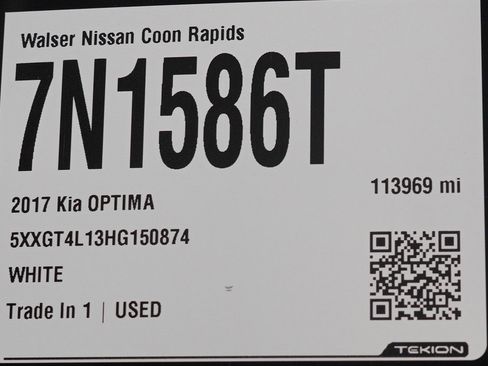 Walser Nissan Coon Rapids
7N1586T
113969 mi
2017 Kia OPTIMA
5XXGT4L13HG150874
WHITE
Trade In 1 | USED
TEKION